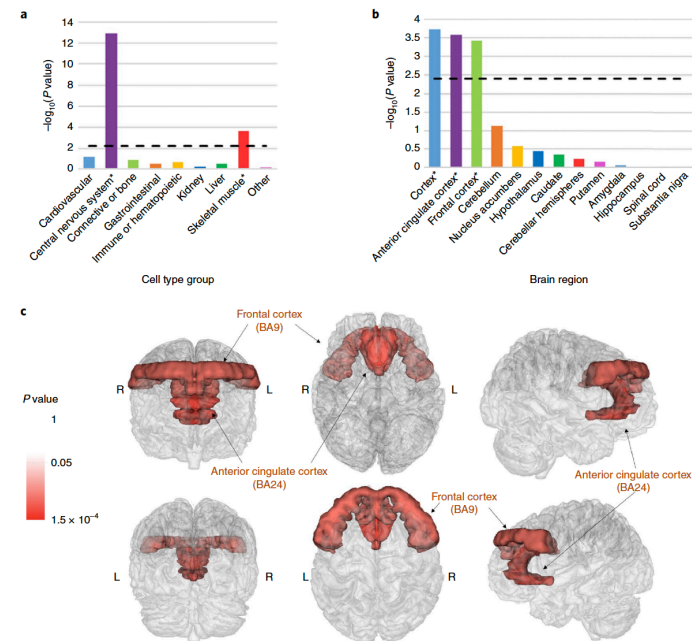 a
14
12
10
8
6
4
2
0
–log10(P value)
Cardiovascular
Central nervous system*
Connective or bone
Gastrointestinal
Immune or hematopoietic
Kidney
Liver
Skeletal muscle*
Other
Cell type group
b
4
3.5
3
2.5
2
1.5
1
0.5
0
–log10(P value)
Cortex*
Anterior cingulate cortex*
Frontal cortex*
Cerebellum
Nucleus accumbens
Hypothalamus
Caudate
Cerebellar hemispheres
Putamen
Amygdala
Hippocampus
Spinal cord
Substantia nigra
Brain region
c
Frontal cortex
(BA9)
R
L
R
L
P value
1
0.05
1.5 × 10–4
Anterior cingulate cortex
(BA24)
Anterior cingulate cortex
(BA24)
Frontal cortex
(BA9)
L
R
L
R